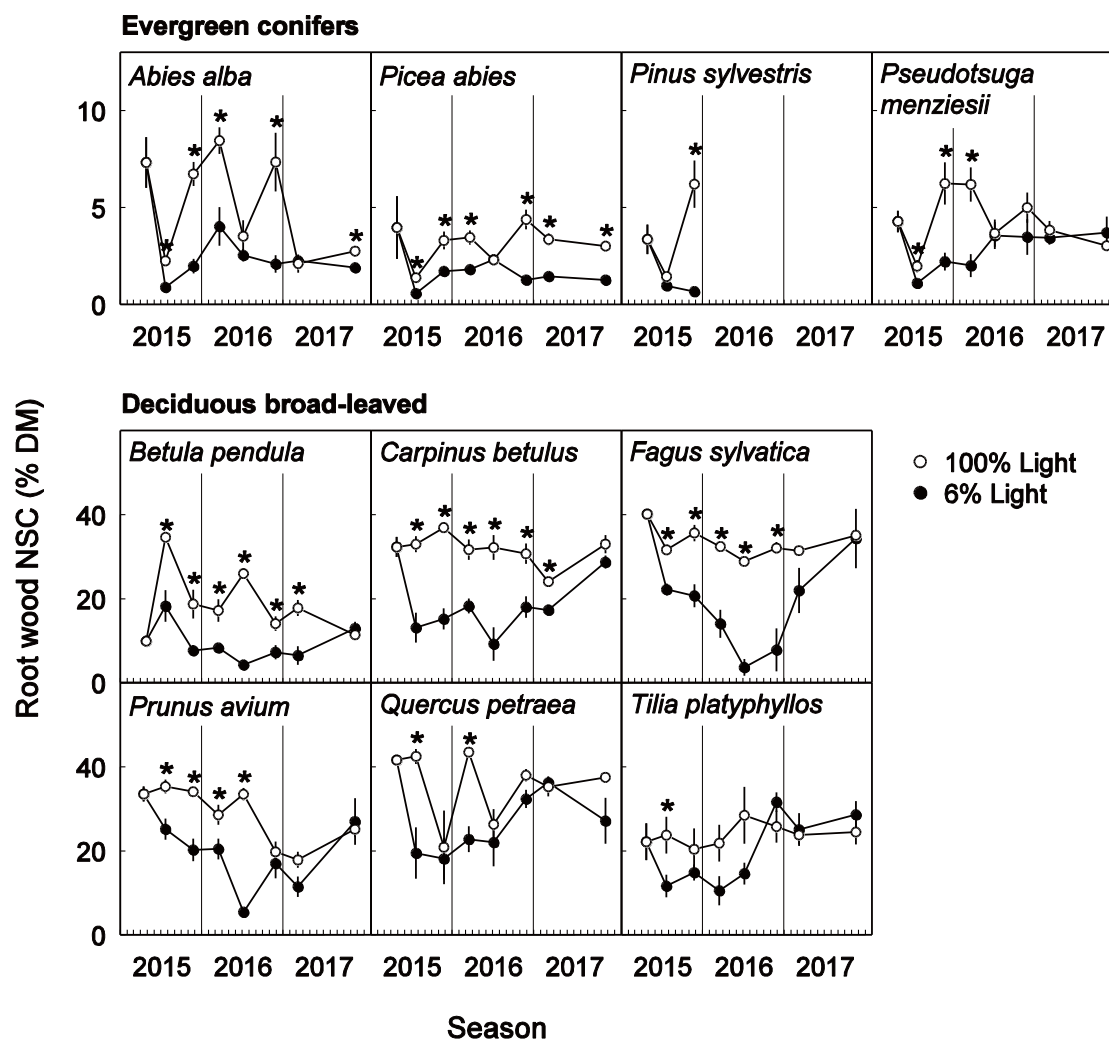 Evergreen conifers
Abies alba
Picea abies
Pinus sylvestris
Pseudotsuga
menziesii
10
5
0
2015 2016 2017 2015 2016 2017 2015 2016 2017 2015 2016 2017
Root wood NSC (% DM)
Deciduous broad-leaved
Betula pendula
Carpinus betulus
Fagus sylvatica
100% Light
6% Light
40
20
0
Prunus avium
Quercus petraea
Tilia platyphyllos
40
20
0
2015 2016 2017 2015 2016 2017 2015 2016 2017
Season